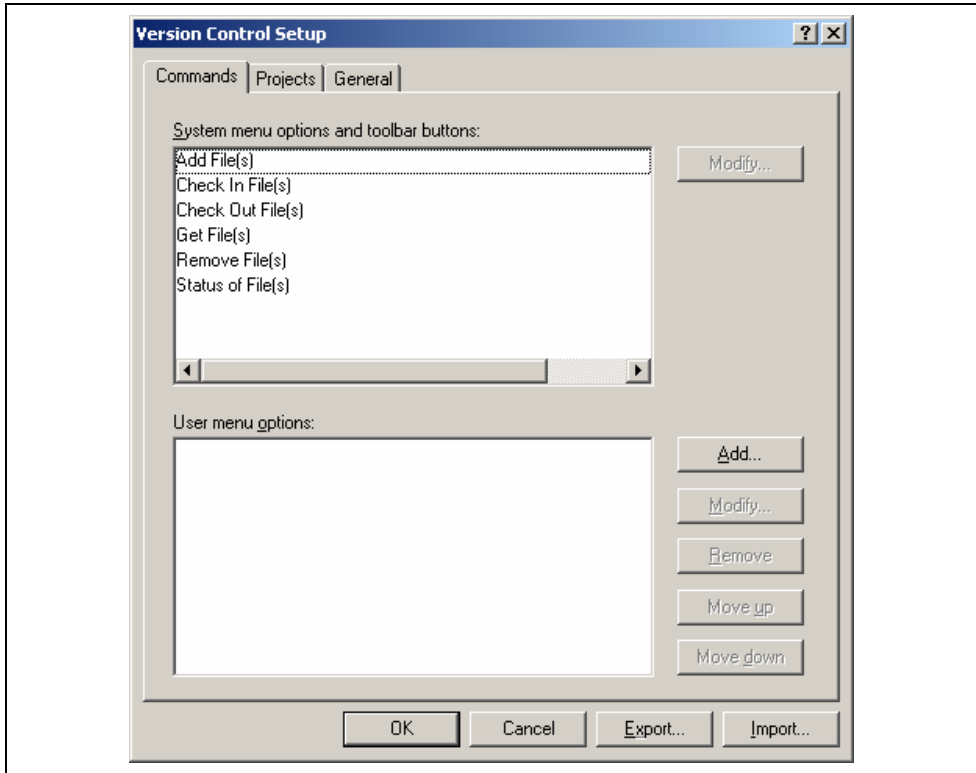 Version Control Setup
Commands Projects General
System menu options and toolbar buttons:
Add File(s)
Modify...
Check In File(s)
Check Out File(s)
Get File(s)
Remove File(s)
Status of File(s)
User menu options:
Add...
Modify...
Remove
Move up
Move down
OK Cancel Export... Import...